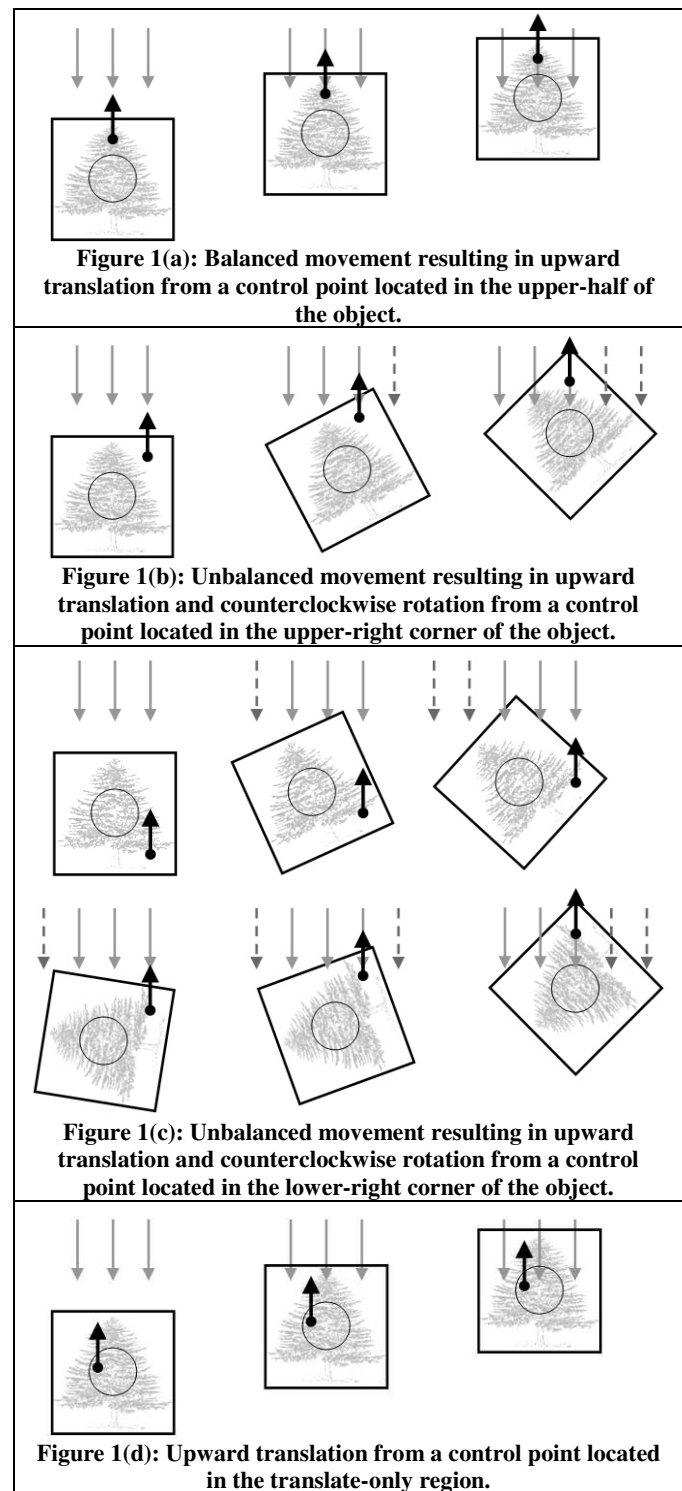 Figure 1(a): Balanced movement resulting in upward
translation from a control point located in the upper-half of
the object.
Figure 1(b): Unbalanced movement resulting in upward
translation and counterclockwise rotation from a control
point located in the upper-right corner of the object.
Figure 1(c): Unbalanced movement resulting in upward
translation and counterclockwise rotation from a control
point located in the lower-right corner of the object.
Figure 1(d): Upward translation from a control point located
in the translate-only region.